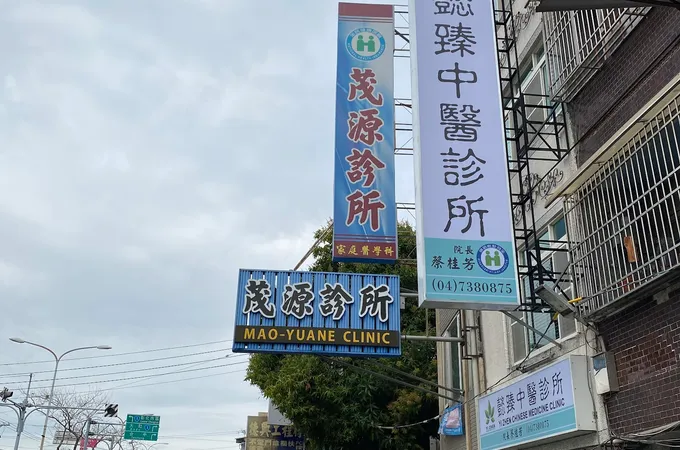 茂源診所
家庭醫學科
懿臻中醫診所
院長
蔡桂芳
(04)7380875
茂源診所
MAO-YUANE CLINIC
懿臻中醫診所
YI ZHEN CHINESE MEDICINE CLINIC